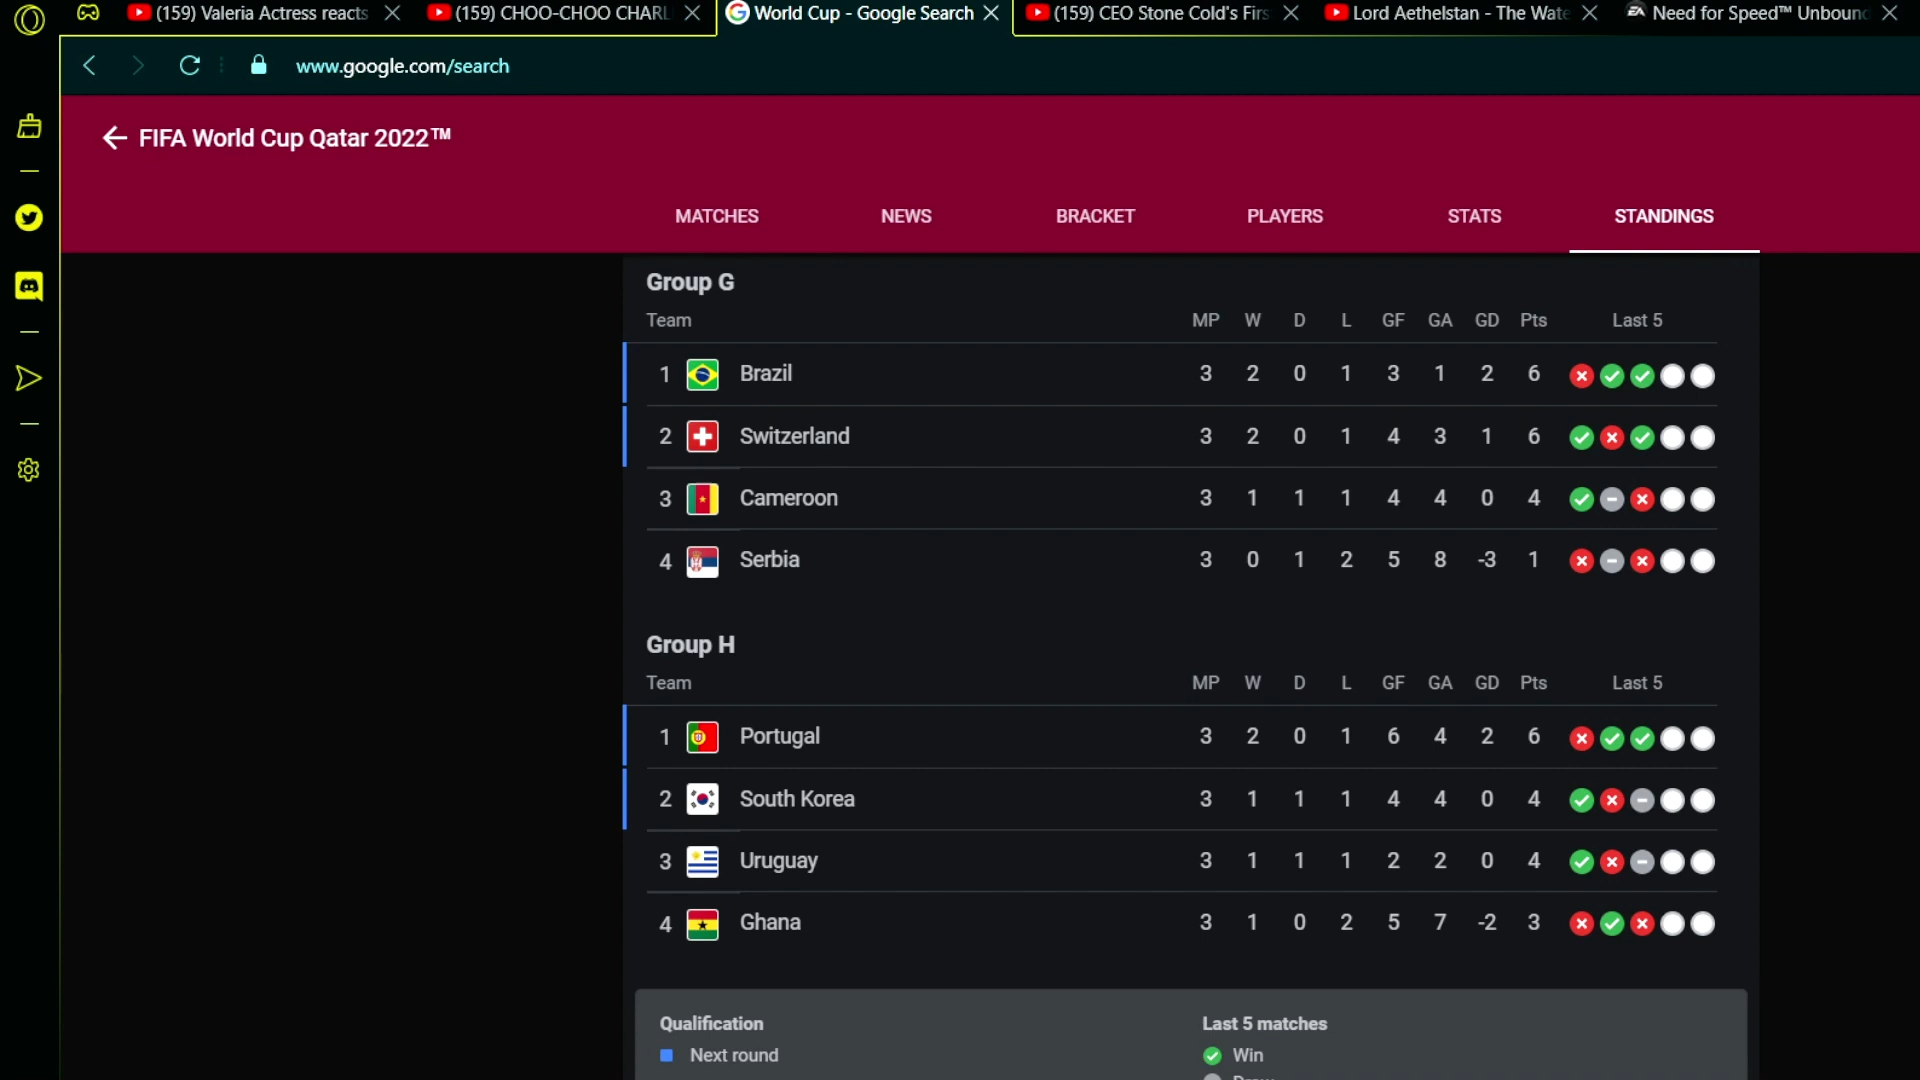 (159) Valeria Actress reacts
(159) CHOO-CHOO CHARL
World Cup - Google Search
(159) CEO Stone Cold's Firs
Lord Aethelstan - The Wate
Need for Speed™ Unbound
www.google.com/search
FIFA World Cup Qatar 2022™
MATCHES NEWS BRACKET PLAYERS STATS STANDINGS
Group G
Team MP W D L GF GA GD Pts Last 5
1 Brazil 3 2 0 1 3 1 2 6
2 Switzerland 3 2 0 1 4 3 1 6
3 Cameroon 3 1 1 1 4 4 0 4
4 Serbia 3 0 1 2 5 8 -3 1
Group H
Team MP W D L GF GA GD Pts Last 5
1 Portugal 3 2 0 1 6 4 2 6
2 South Korea 3 1 1 1 4 4 0 4
3 Uruguay 3 1 1 1 2 2 0 4
4 Ghana 3 1 0 2 5 7 -2 3
Qualification Last 5 matches
Next round Win